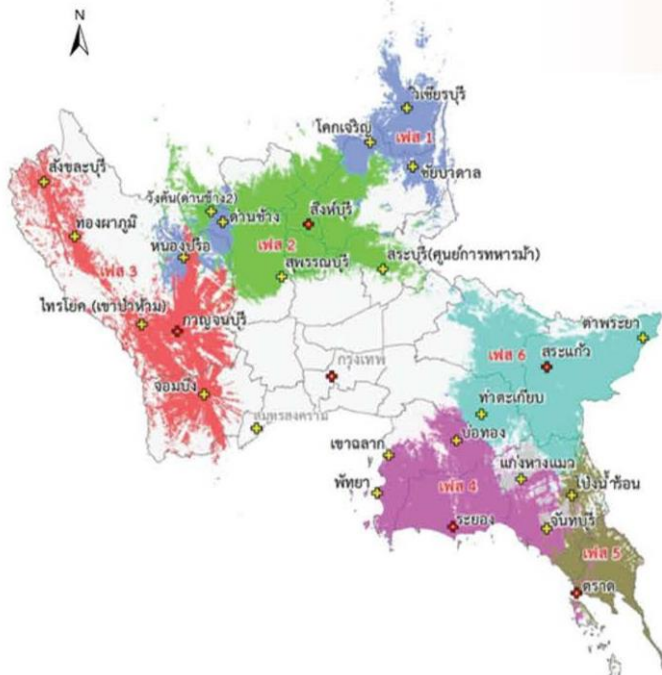 N
วิเชียรบุรี
โคกเจริญ
เฟส 1
ชัยบาดาล
สังขละบุรี
วังคัน(ด่านช้าง2)
ด่านช้าง
สิงห์บุรี
ทองผาภูมิ
หนองปรือ
เฟส 2
สระบุรี(ศูนย์การทหารม้า)
เฟส 3
สุพรรณบุรี
ไทรโยค (เขาป่าห้าม)
กาญจนบุรี
ตาพระยา
เฟส 6
สระแก้ว
กรุงเทพ
จอมบึง
ท่าตะเกียบ
สมุทรสงคราม
บ่อทอง
เขาฉลาก
แก่งหางแมว
พัทยา
เฟส 4
โป่งน้ำร้อน
ระยอง
จันทบุรี
เฟส 5
ตราด